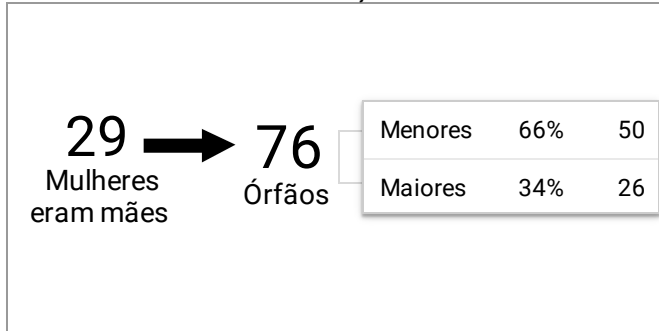 29
Mulheres
eram mães
76
Órfãos
Menores 66% 50
Maiores 34% 26